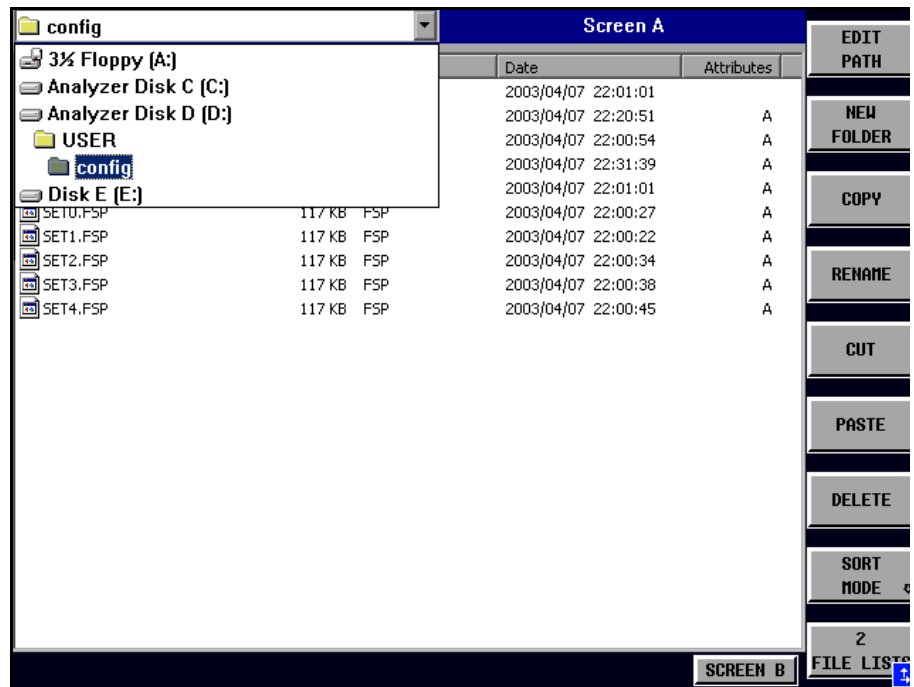 config
Screen A
3½ Floppy (A:)
Analyzer Disk C (C:)
Analyzer Disk D (D:)
USER
config
Disk E (E:)
Date Attributes
2003/04/07 22:01:01
2003/04/07 22:20:51 A
2003/04/07 22:00:54 A
2003/04/07 22:31:39 A
2003/04/07 22:01:01 A
SET0.FSP 117 KB FSP 2003/04/07 22:00:27 A
SET1.FSP 117 KB FSP 2003/04/07 22:00:22 A
SET2.FSP 117 KB FSP 2003/04/07 22:00:34 A
SET3.FSP 117 KB FSP 2003/04/07 22:00:38 A
SET4.FSP 117 KB FSP 2003/04/07 22:00:45 A
EDIT
PATH
NEW
FOLDER
COPY
RENAME
CUT
PASTE
DELETE
SORT
MODE
2
FILE LISTS
SCREEN B